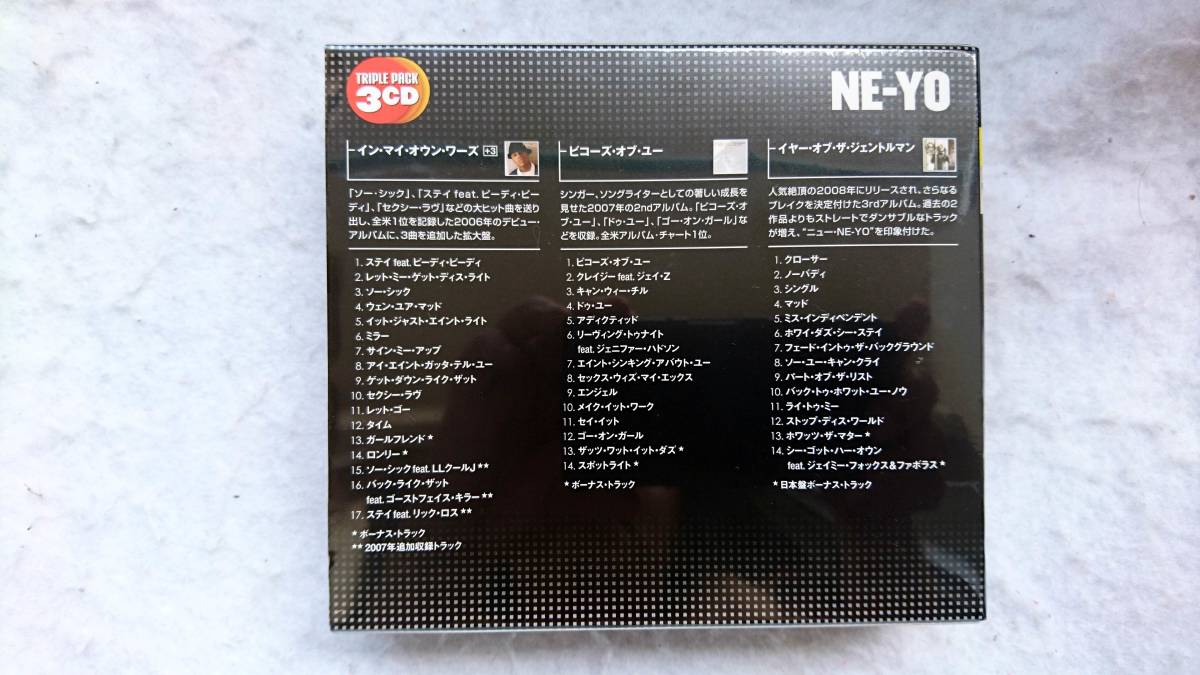 TRIPLE PACK
3CD
NE-YO
イン・マイ・オウン・ワーズ +3
「ソー・シック」、「ステイ feat. ピーディ・ピー
ディ」、「セクシー・ラヴ」などの大ヒット曲を送り
出し、全米1位を記録した2006年のデビュー・
アルバムに、3曲を追加した拡大盤。
1. ステイ feat. ピーディ・ピーディ
2. レット・ミー・ゲット・ディス・ライト
3. ソー・シック
4. ウェン・ユア・マッド
5. イット・ジャスト・エイント・ライト
6. ミラー
7. サイン・ミー・アップ
8. アイ・エイント・ガッタ・テル・ユー
9. ゲット・ダウン・ライク・ザット
10. セクシー・ラヴ
11. レット・ゴー
12. タイム
13. ガールフレンド *
14. ロンリー *
15. ソー・シック feat. LLクールJ **
16. バック・ライク・ザット
feat. ゴーストフェイス・キラー **
17. ステイ feat. リック・ロス **
* ボーナス・トラック
** 2007年追加収録トラック
ビコーズ・オブ・ユー
シンガー、ソングライターとしての著しい成長を
見せた2007年の2ndアルバム。「ビコーズ・オ
ブ・ユー」、「ドゥ・ユー」、「ゴー・オン・ガール」な
どを収録。全米アルバム・チャート1位。
1. ビコーズ・オブ・ユー
2. クレイジー feat. ジェイ・Z
3. キャン・ウィー・チル
4. ドゥ・ユー
5. アディクティッド
6. リーヴィング・トゥナイト
feat. ジェニファー・ハドソン
7. エイント・シンキング・アバウト・ユー
8. セックス・ウィズ・マイ・エックス
9. エンジェル
10. メイク・イット・ワーク
11. セイ・イット
12. ゴー・オン・ガール
13. ザッツ・ワット・イット・ダズ *
14. スポットライト *
* ボーナス・トラック
イヤー・オブ・ザ・ジェントルマン
人気絶頂の2008年にリリースされ、さらなる
ブレイクを決定付けた3rdアルバム。過去の2
作品よりもストレートでダンサブルなトラック
が増え、“ニュー・NE-YO”を印象付けた。
1. クローサー
2. ノーバディ
3. シングル
4. マッド
5. ミス・インディペンデント
6. ホワイ・ダズ・シー・ステイ
7. フェード・イントゥ・ザ・バックグラウンド
8. ソー・ユー・キャン・クライ
9. パート・オブ・ザ・リスト
10. バック・トゥ・ホワット・ユー・ノウ
11. ライ・トゥ・ミー
12. ストップ・ディス・ワールド
13. ホワッツ・ザ・マター *
14. シー・ゴット・ハー・オウン
feat. ジェイミー・フォックス&ファボラス *
* 日本盤ボーナス・トラック